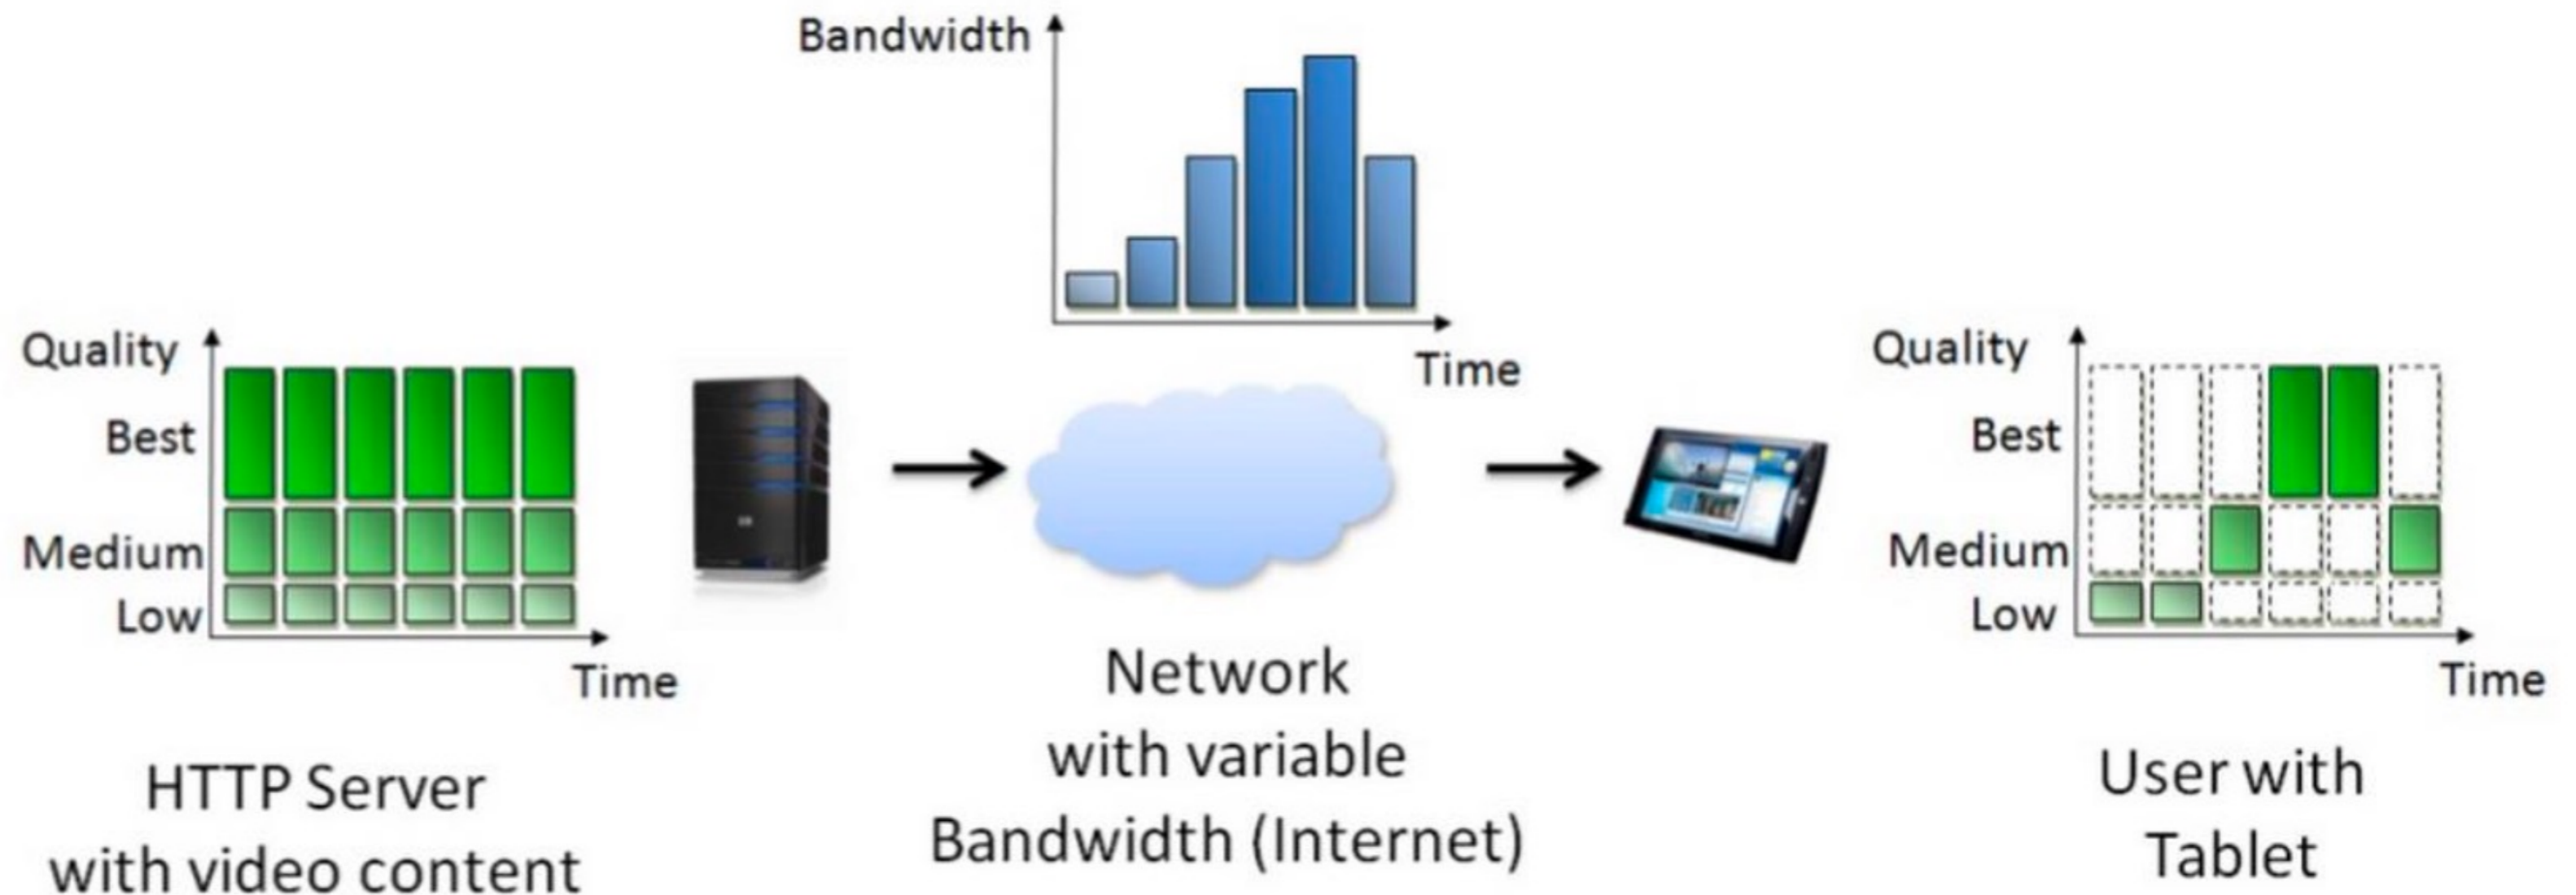 Bandwidth
Time
Quality
Best
Medium
Low
Time
HTTP Server
with video content
Network
with variable
Bandwidth (Internet)
Quality
Best
Medium
Low
Time
User with
Tablet